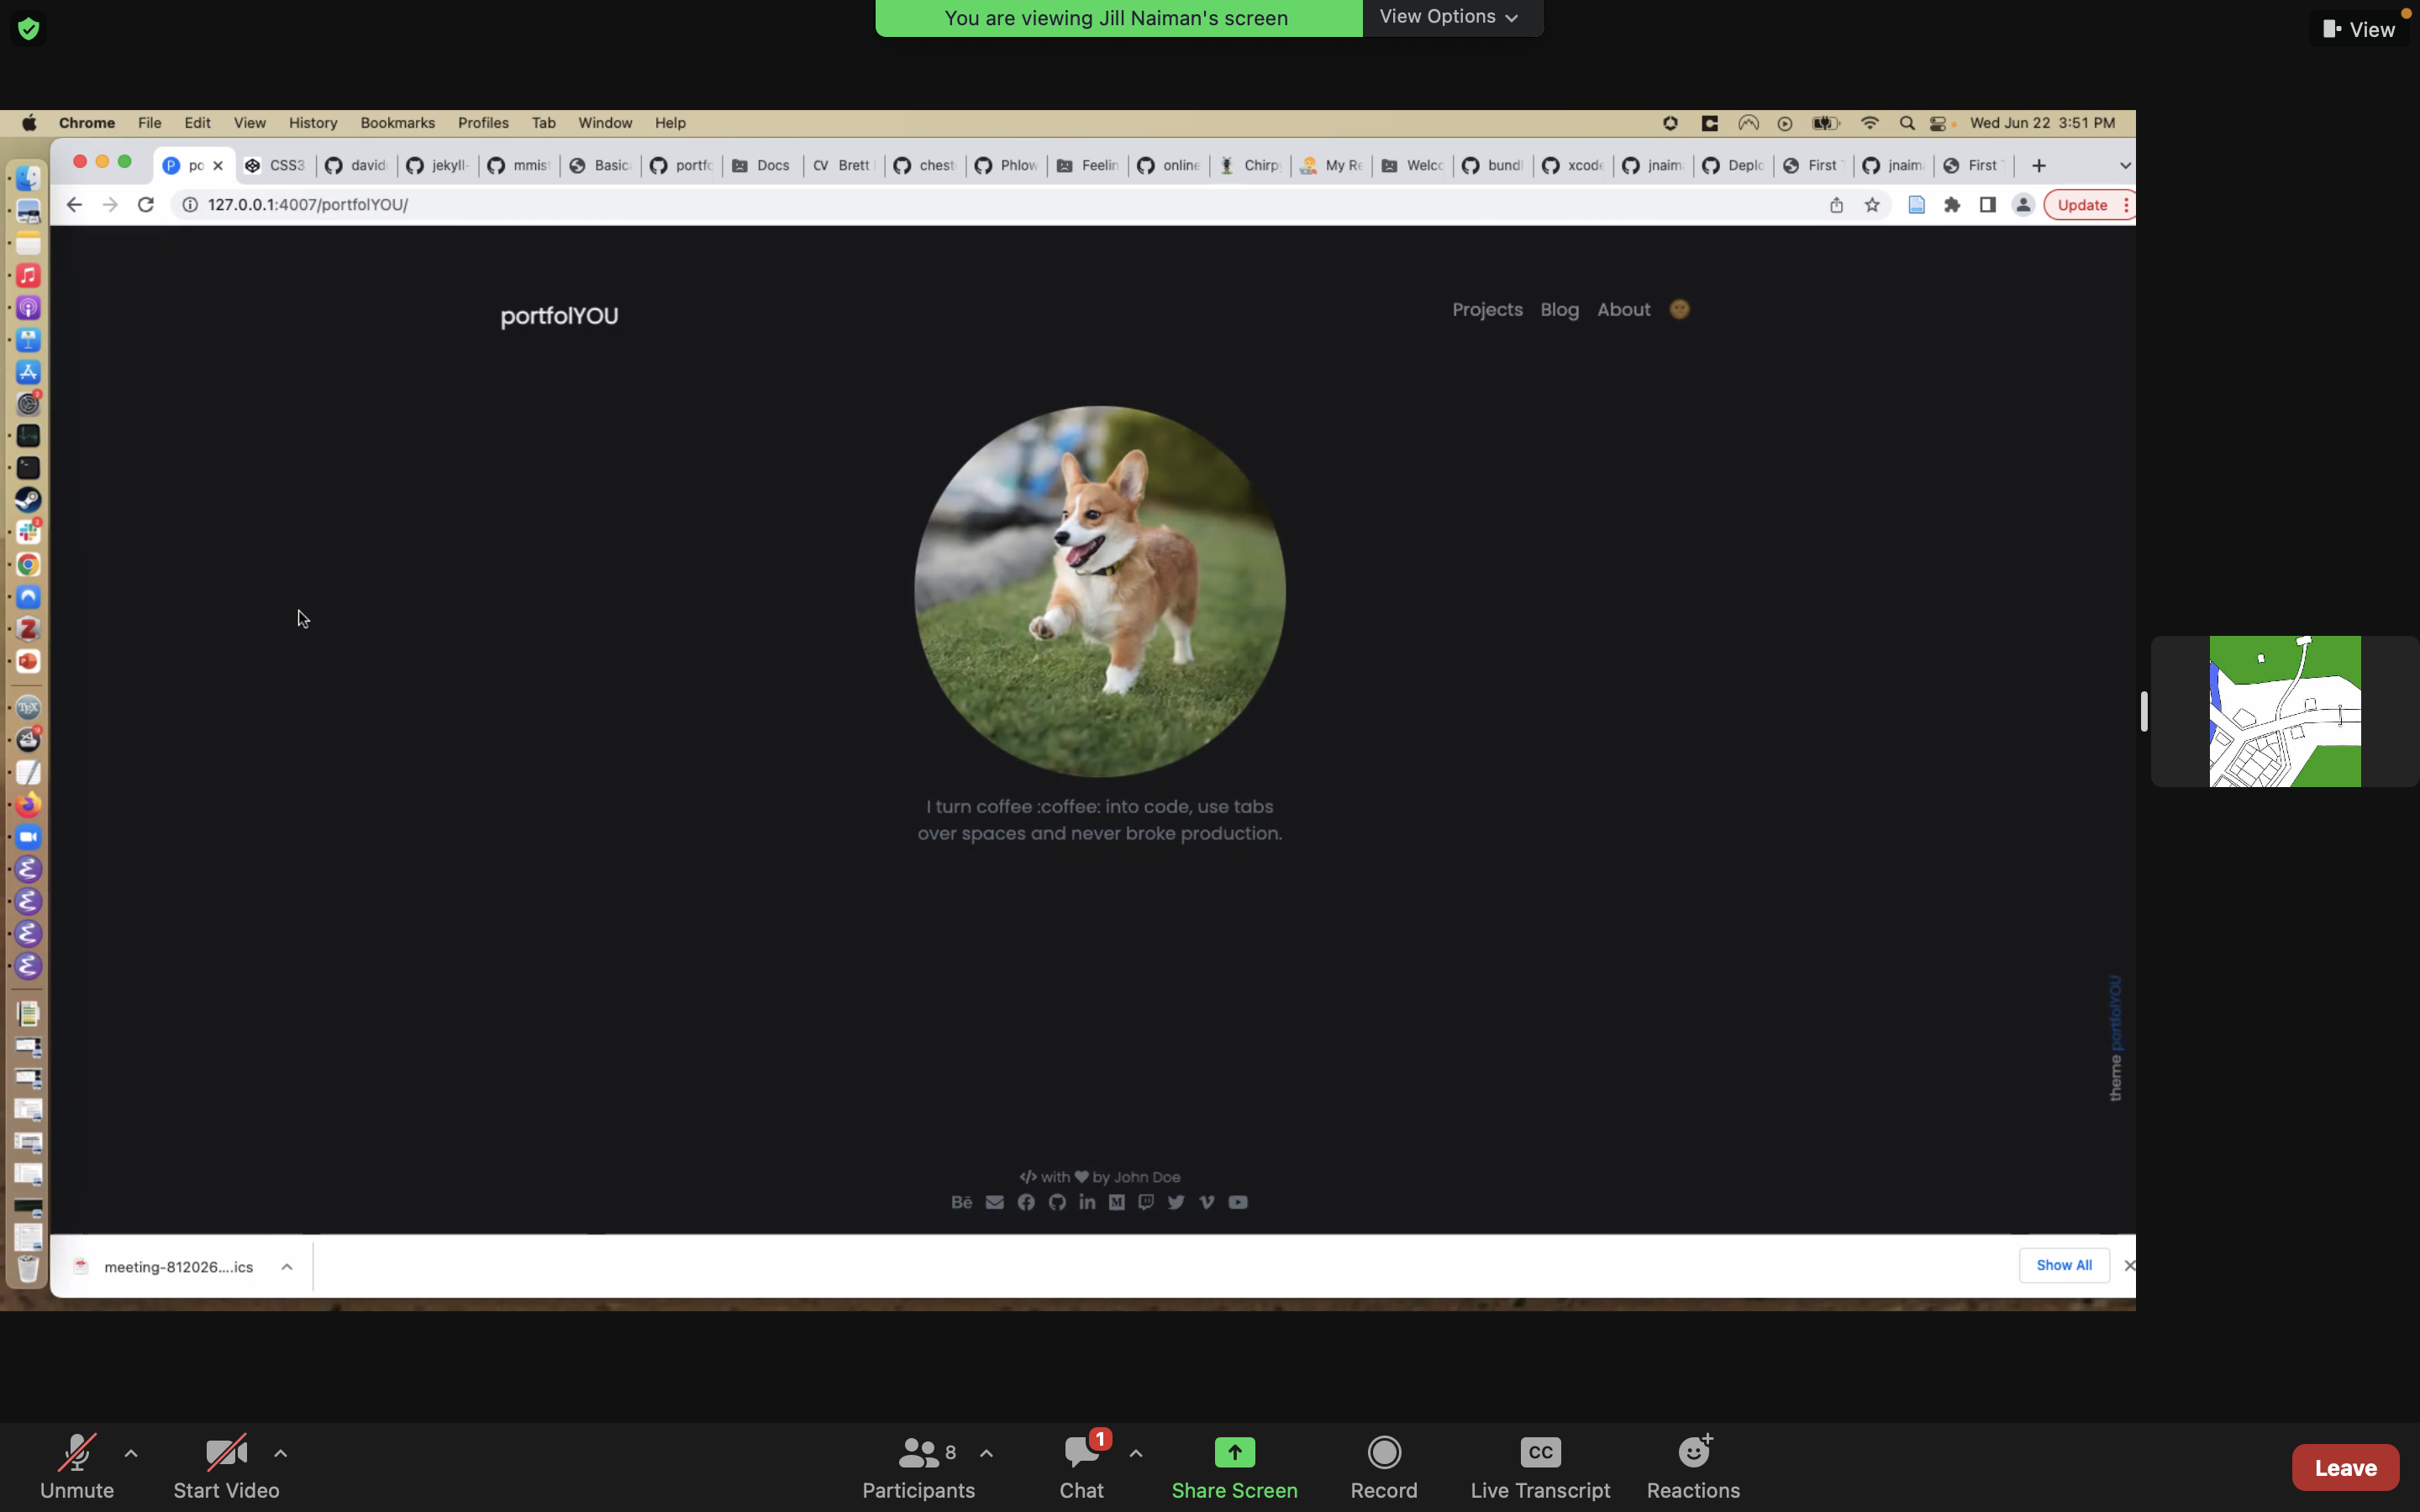 You are viewing Jill Naiman's screen View Options
View
Chrome File Edit View History Bookmarks Profiles Tab Window Help Wed Jun 22 3:51 PM
po CSS3 david jekyll- mmis Basic portfo Docs CV Brett chest Phlow Feelin online Chirpy My Re Welco bund xcode jnaim Deplo First jnaim First
127.0.0.1:4007/portfolYOU/ Update
portfolYOU
Projects Blog About
I turn coffee :coffee: into code, use tabs
over spaces and never broke production.
theme portfolYOU
</> with ♥ by John Doe
meeting-812026....ics
Show All
Unmute
Start Video
8
Participants
1
Chat
Share Screen
Record
CC
Live Transcript
Reactions
Leave